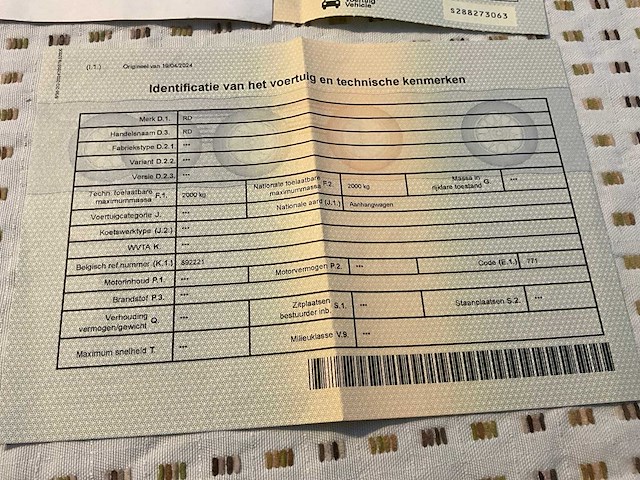 voertuig
vehicle
S288273063
(I.1.) Origineel van 18/04/2024
Identificatie van het voertuig en technische kenmerken
Merk D.1. RD
Handelsnaam D.3. RD
Fabriekstype D.2.1. ***
Variant D.2.2. ***
Versie D.2.3. ***
Techn. toelaatbare maximummassa F.1. 2000 kg Nationale toelaatbare maximummassa F.2. 2000 kg Massa in rijklare toestand G. ***
Voertuigcategorie J. *** Nationale aard (J.1.) Aanhangwagen
Koetswerktype (J.2.) ***
WVTA K. ***
Belgisch ref nummer (K.1.) 692221 Code (E.1.) 771
Motorinhoud P.1. *** Motorvermogen P.2. ***
Brandstof P.3. ***
Verhouding vermogen/gewicht Q. *** Zitplaatsen bestuurder inb. S.1. *** Staanplaatsen S.2. ***
Maximum snelheid T. *** Milieuklasse V.9. ***